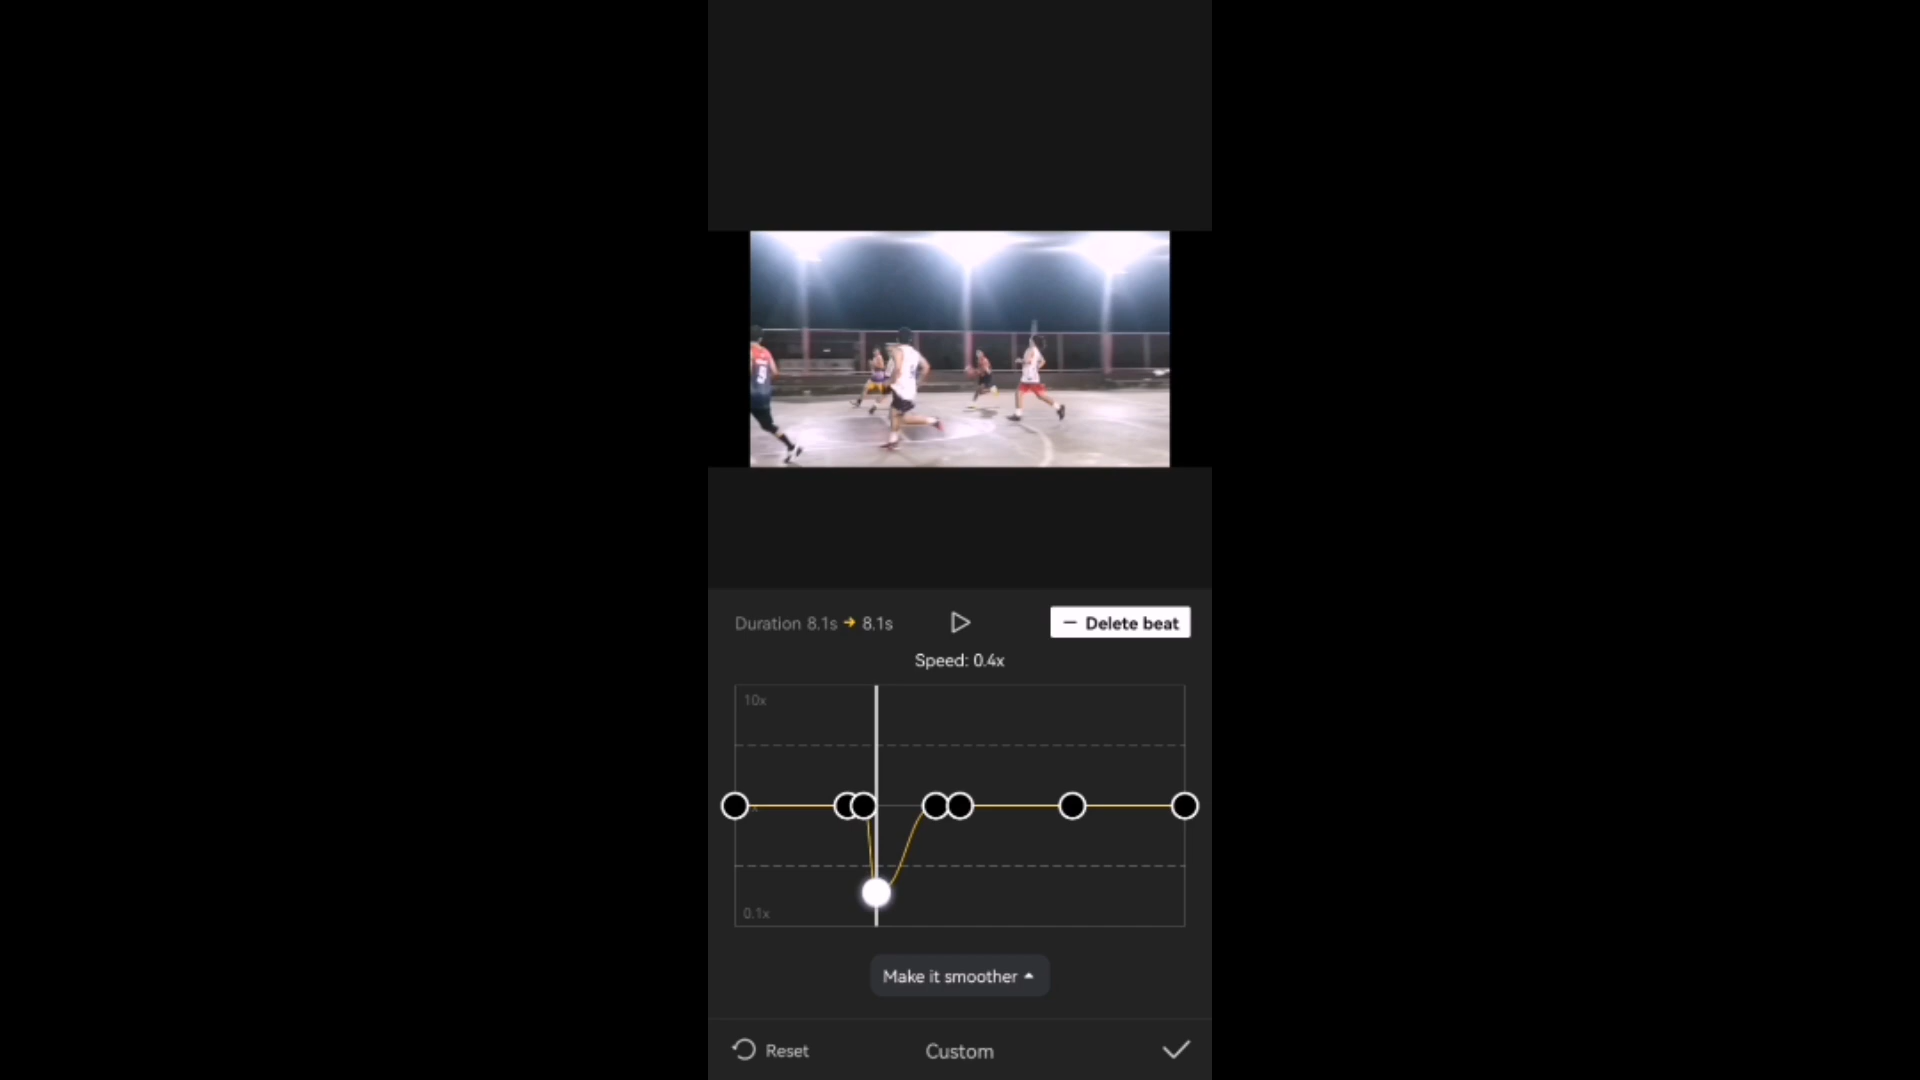 Duration 8.1s → 8.1s
− Delete beat
Speed: 0.4x
10x
0.1x
Make it smoother
Reset
Custom